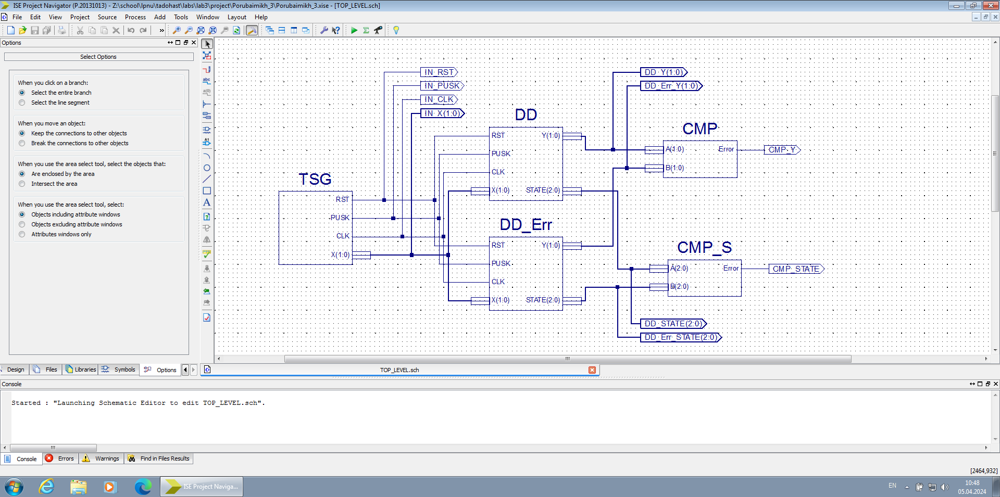 ISE Project Navigator (P.20131013) - Z:\school\lpnu\tadohast\labs\lab3\project\Porubaimikh_3\Porubaimikh_3.xise - [TOP_LEVEL.sch]
File Edit View Project Source Process Add Tools Window Layout Help
Options
Select Options
When you click on a branch:
Select the entire branch
Select the line segment
When you move an object:
Keep the connections to other objects
Break the connections to other objects
When you use the area select tool, select the objects that:
Are enclosed by the area
Intersect the area
When you use the area select tool, select:
Objects including attribute windows
Objects excluding attribute windows
Attributes windows only
Design Files Libraries Symbols Options
abc
a(0)
A1
A
IN_RST
IN_PUSK
IN_CLK
IN_X(1:0)
TSG
RST
PUSK
CLK
X(1:0)
DD
RST Y(1:0)
PUSK
CLK
X(1:0) STATE(2:0)
DD_Err
RST Y(1:0)
PUSK
CLK
X(1:0) STATE(2:0)
DD_Y(1:0)
DD_Err_Y(1:0)
CMP
A(1:0) Error
B(1:0)
CMP_Y
CMP_S
A(2:0) Error
B(2:0)
CMP_STATE
DD_STATE(2:0)
DD_Err_STATE(2:0)
TOP_LEVEL.sch
Console
Started : "Launching Schematic Editor to edit TOP_LEVEL.sch".
Console Errors Warnings Find in Files Results
[2464,932]
ISE Project Naviga...
EN
10:48
05.04.2024